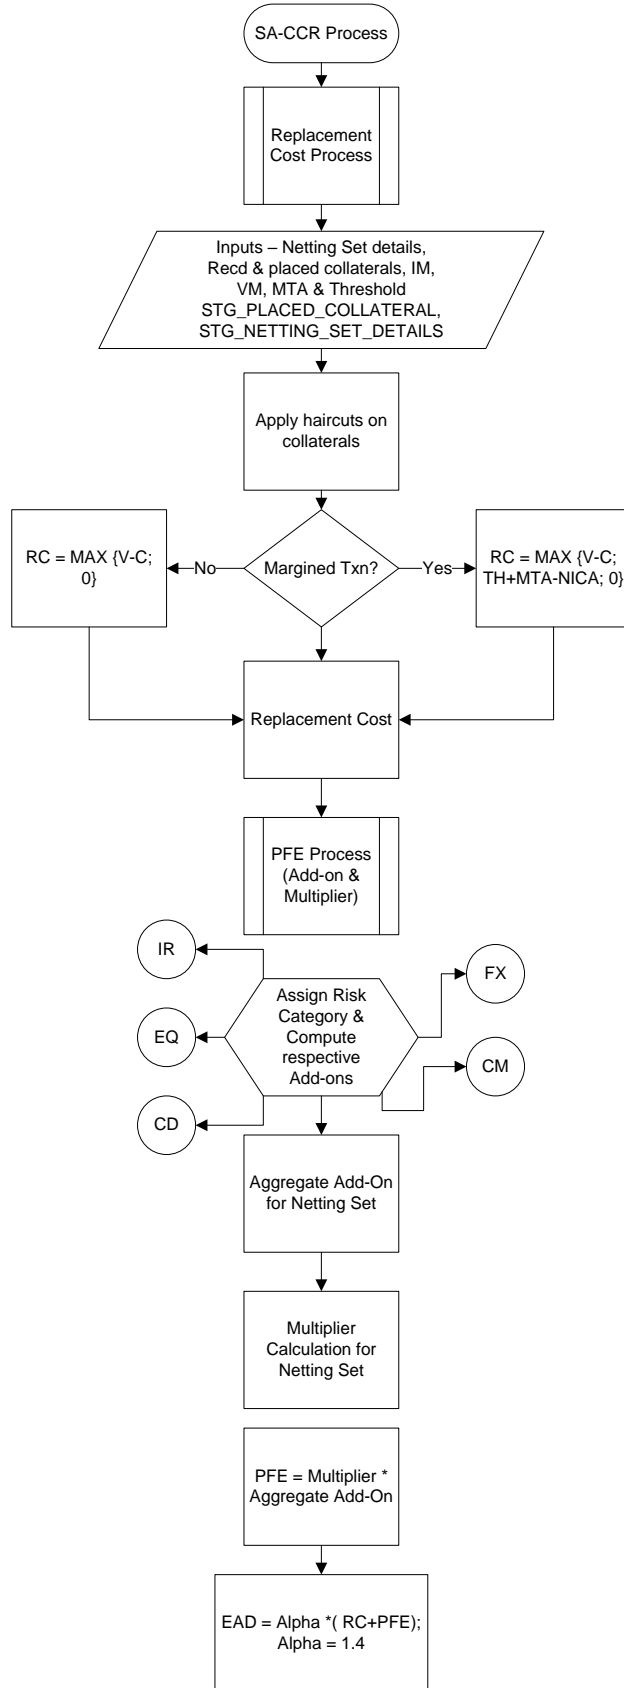 SA-CCR Process
Replacement
Cost Process
Inputs – Netting Set details,
Recd & placed collaterals, IM,
VM, MTA & Threshold
STG_PLACED_COLLATERAL,
STG_NETTING_SET_DETAILS
Apply haircuts on
collaterals
RC = MAX {V-C;
0}
No
Margined Txn?
Yes
RC = MAX {V-C;
TH+MTA-NICA; 0}
Replacement Cost
PFE Process
(Add-on &
Multiplier)
IR
EQ
CD
Assign Risk
Category &
Compute
respective
Add-ons
FX
CM
Aggregate Add-On
for Netting Set
Multiplier
Calculation for
Netting Set
PFE = Multiplier *
Aggregate Add-On
EAD = Alpha *( RC+PFE);
Alpha = 1.4